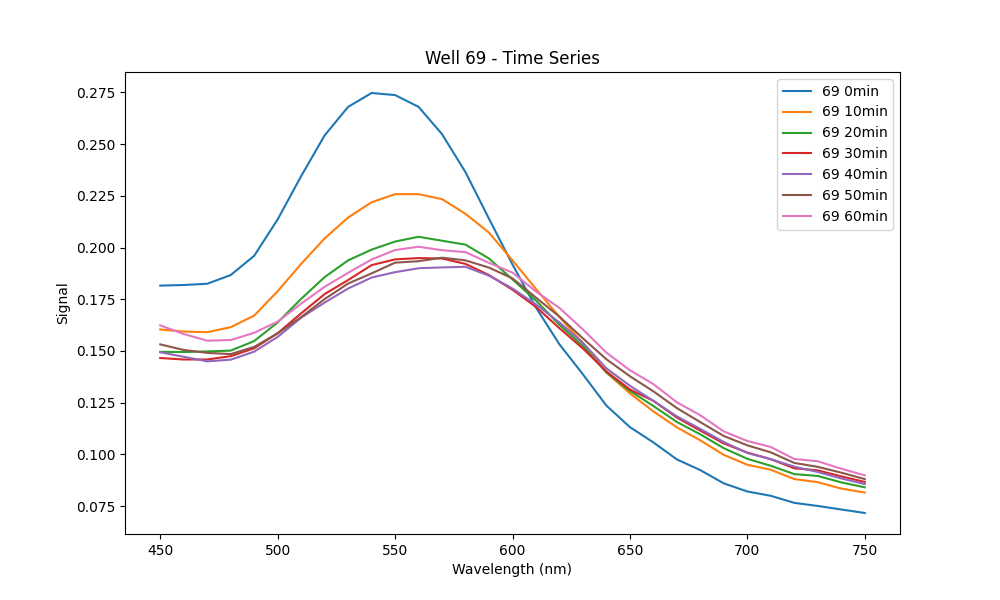 Well 69 - Time Series
69 0min
69 10min
69 20min
69 30min
69 40min
69 50min
69 60min
0.275
0.250
0.225
0.200
0.175
0.150
0.125
0.100
0.075
Signal
450 500 550 600 650 700 750
Wavelength (nm)